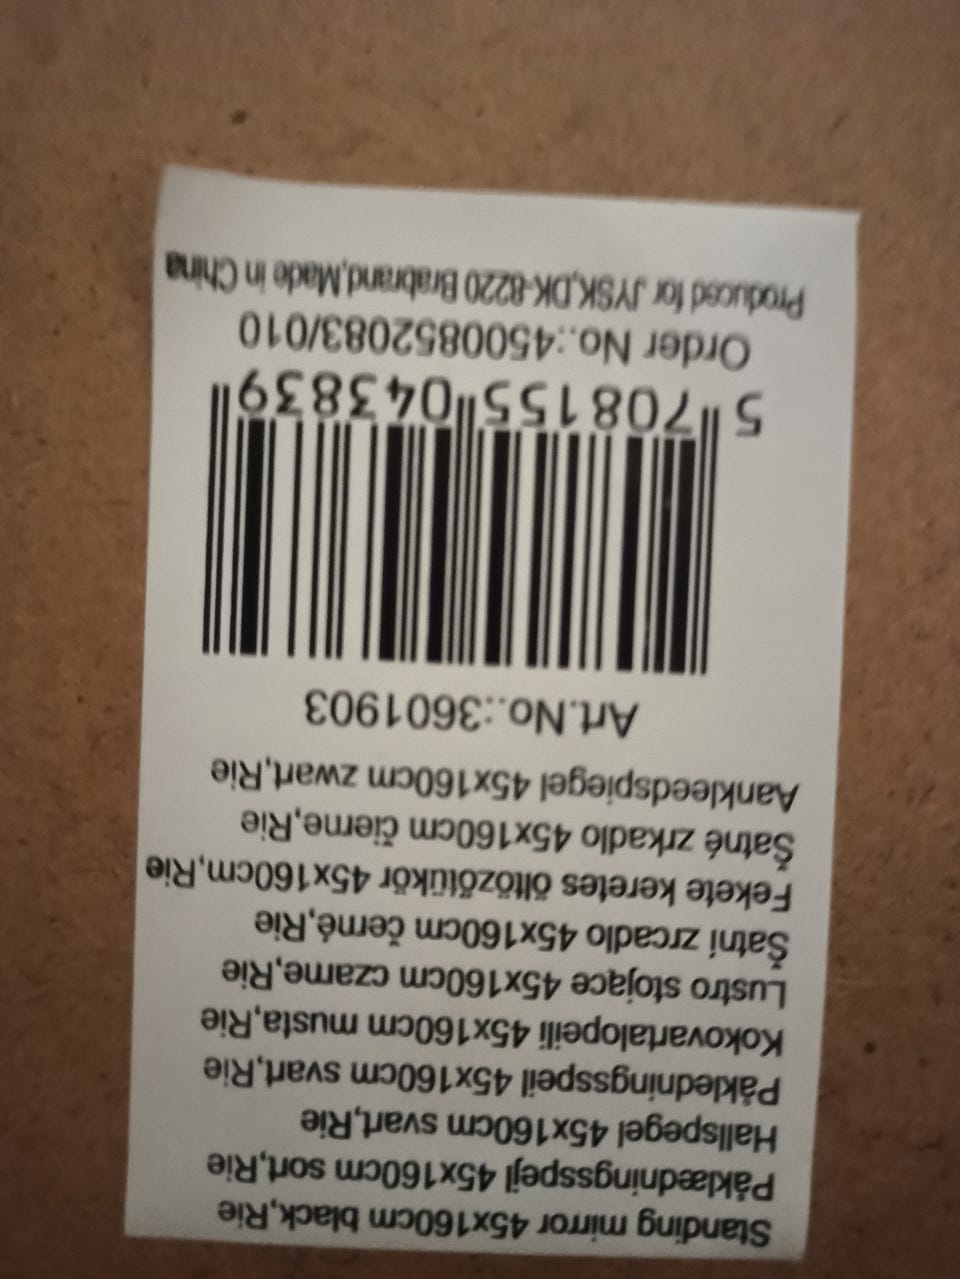 Standing mirror 45x160cm black,Rie
Påklædningsspejl 45x160cm sort,Rie
Hallspegel 45x160cm svart,Rie
Påkledningsspeil 45x160cm svart,Rie
Kokovartalopeili 45x160cm musta,Rie
Lustro stojące 45x160cm czarne,Rie
Šatní zrcadlo 45x160cm černé,Rie
Fekete keretes öltözőtükör 45x160cm,Rie
Šatné zrkadlo 45x160cm čierne,Rie
Aankleedspiegel 45x160cm zwart,Rie
Art.No.:3601903
5 708155 043839
Order No.:4500852083/010
Produced for JYSK,DK-8220 Brabrand,Made in China